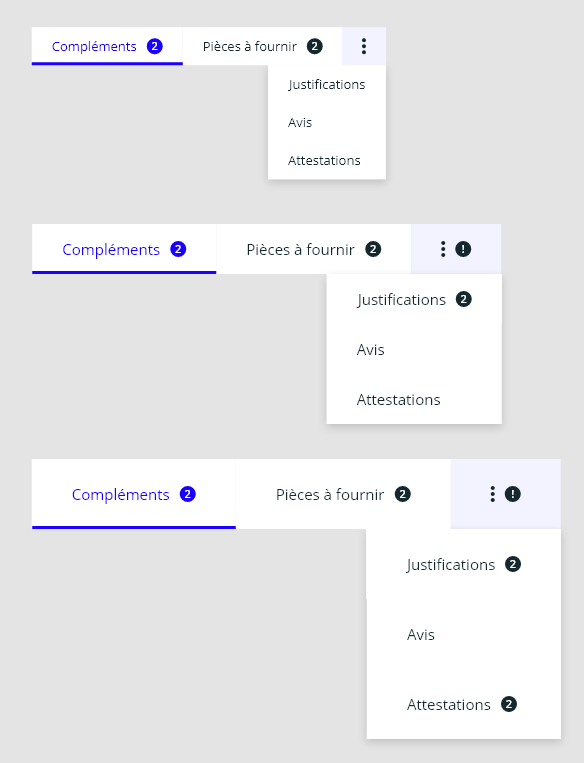 Compléments 2 Pièces à fournir 2
Justifications
Avis
Attestations
Compléments 2 Pièces à fournir 2 !
Justifications 2
Avis
Attestations
Compléments 2 Pièces à fournir 2 !
Justifications 2
Avis
Attestations 2